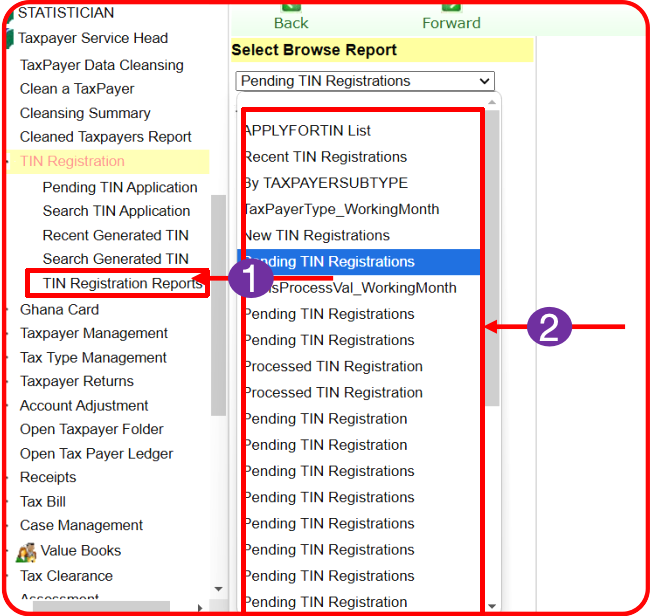 STATISTICIAN
Taxpayer Service Head
TaxPayer Data Cleansing
Clean a TaxPayer
Cleansing Summary
Cleaned Taxpayers Report
TIN Registration
Pending TIN Application
Search TIN Application
Recent Generated TIN
Search Generated TIN
TIN Registration Reports
Ghana Card
Taxpayer Management
Tax Type Management
Taxpayer Returns
Account Adjustment
Open Taxpayer Folder
Open Tax Payer Ledger
Receipts
Tax Bill
Case Management
Value Books
Tax Clearance
Assessment
Back
Forward
Select Browse Report
Pending TIN Registrations
APPLYFORTIN List
Recent TIN Registrations
By TAXPAYERSUBTYPE
TaxPayerType_WorkingMonth
New TIN Registrations
Pending TIN Registrations
sProcessVal_WorkingMonth
Pending TIN Registrations
Pending TIN Registrations
Processed TIN Registration
Processed TIN Registration
Pending TIN Registration
Pending TIN Registration
Pending TIN Registrations
Pending TIN Registrations
Pending TIN Registrations
Pending TIN Registrations
Pending TIN Registrations
Pending TIN Registration
1
2